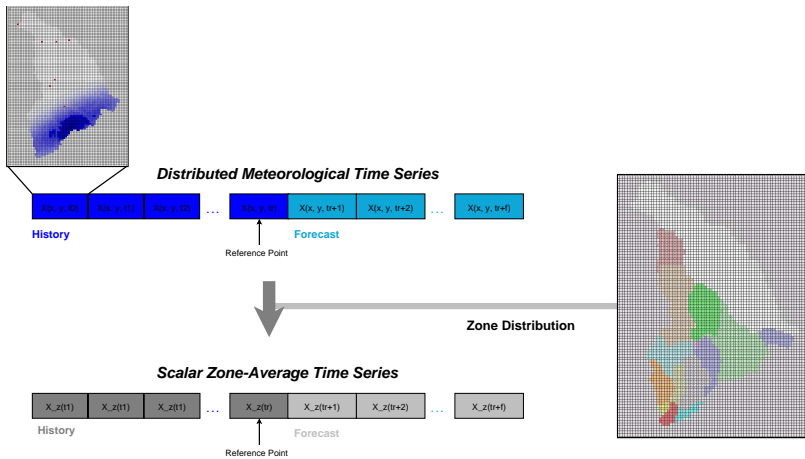 Distributed Meteorological Time Series
X(x, y, t0) X(x, y, t1) X(x, y, t2) ... X(x, y, tr) X(x, y, tr+1) X(x, y, tr+2) ... X(x, y, tr+f)
History Forecast
Reference Point
Zone Distribution
Scalar Zone-Average Time Series
X_z(t1) X_z(t1) X_z(t1) ... X_z(tr) X_z(tr+1) X_z(tr+2) ... X_z(tr+f)
History Forecast
Reference Point